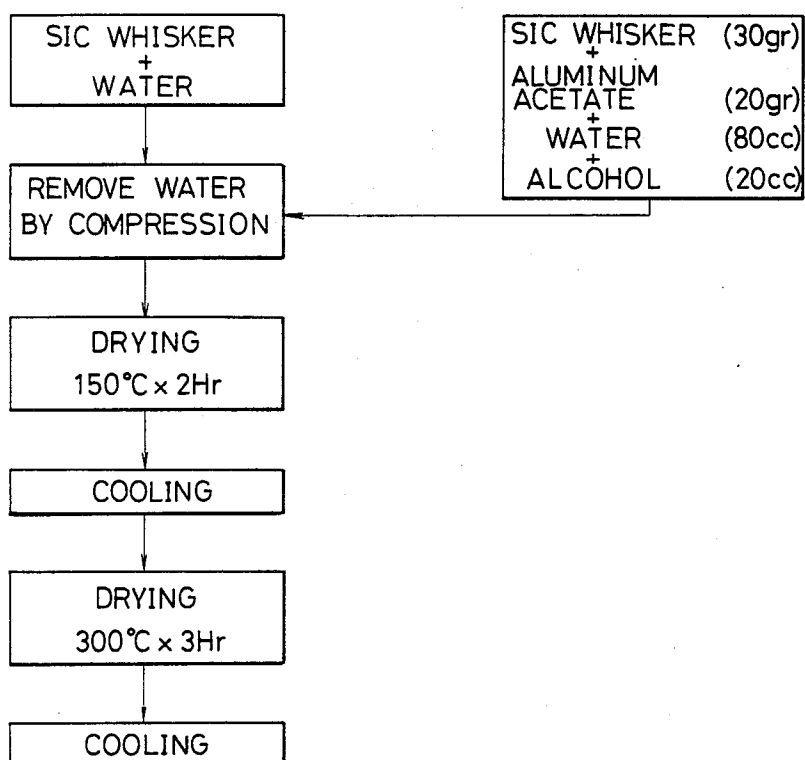 SIC WHISKER
+
WATER
SIC WHISKER (30gr)
+
ALUMINUM
ACETATE (20gr)
+
WATER (80cc)
+
ALCOHOL (20cc)
REMOVE WATER
BY COMPRESSION
DRYING
150°C x 2Hr
COOLING
DRYING
300°C x 3Hr
COOLING